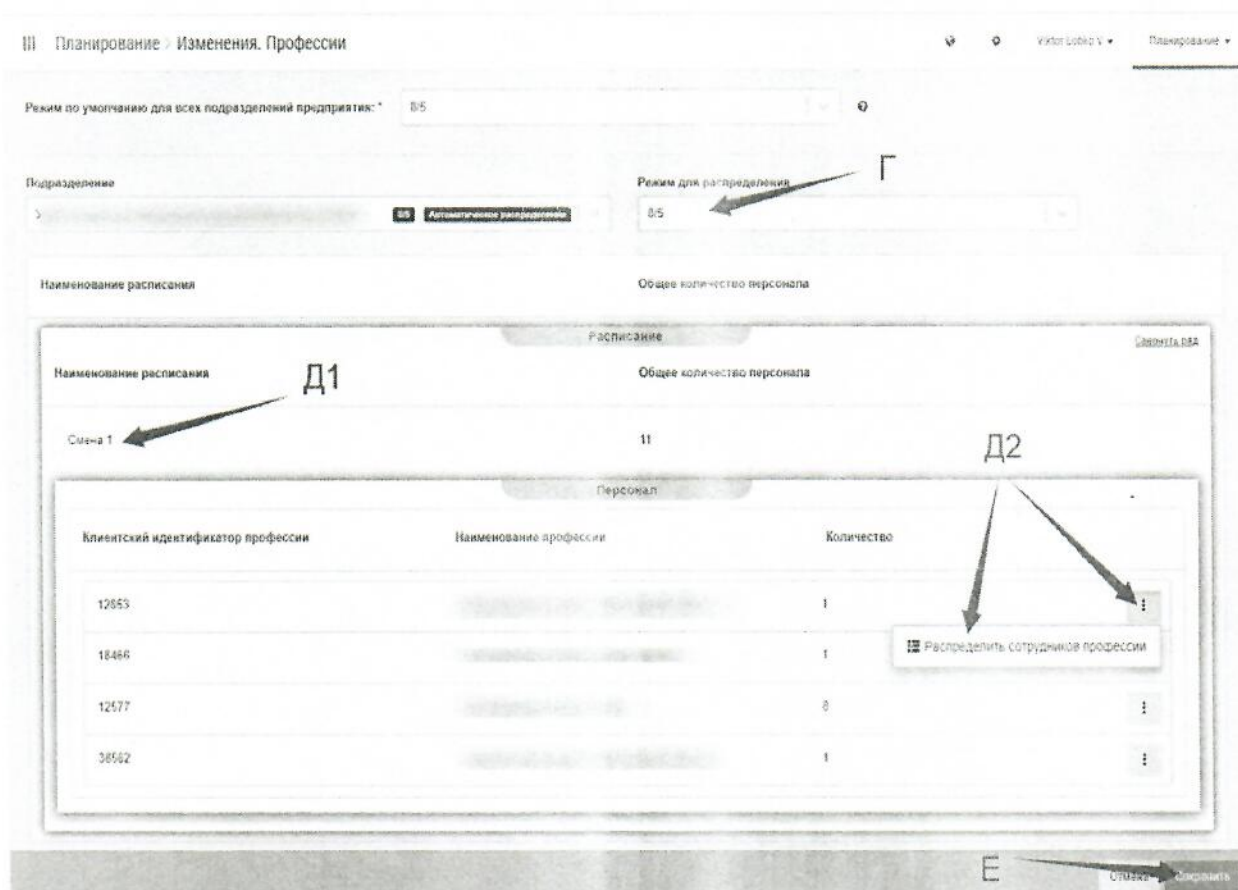 Планирование > Изменения. Профессии
Viktor Lobko V
Планирование
Режим по умолчанию для всех подразделений предприятия: *
8/5
Подразделение
8/5
Автоматическое распределение
Режим для распределения
8/5
Г
Наименование расписания
Общее количество персонала
Расписание
Свернуть ряд
Наименование расписания
Общее количество персонала
Д1
Смена 1
11
Д2
Персонал
Клиентский идентификатор профессии
Наименование профессии
Количество
12853
1
Распределить сотрудников профессии
18466
1
12577
8
38562
1
Е
Отмена
Сохранить